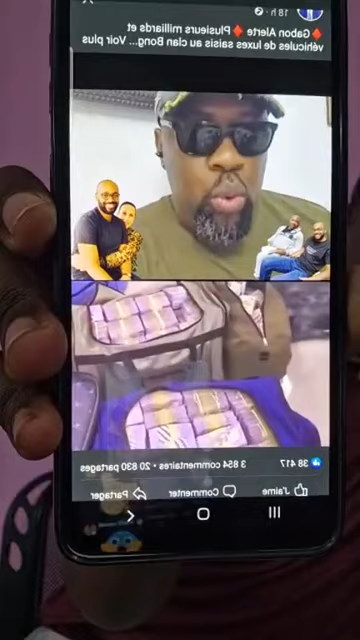 18 h
♦Gabon Alerte♦Plusieurs milliards et
véhicules de luxes saisis au clan Bong... Voir plus
38 417
3 854 commentaires • 20 830 partages
J'aime
Commenter
Partager